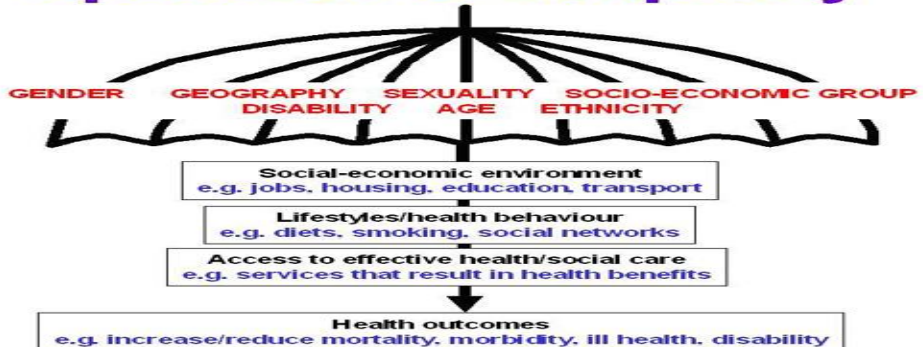 GENDER GEOGRAPHY SEXUALITY SOCIO-ECONOMIC GROUP
DISABILITY AGE ETHNICITY
Social-economic environment
e.g. jobs, housing, education, transport
Lifestyles/health behaviour
e.g. diets, smoking, social networks
Access to effective health/social care
e.g. services that result in health benefits
Health outcomes
e.g. increase/reduce mortality, morbidity, ill health, disability